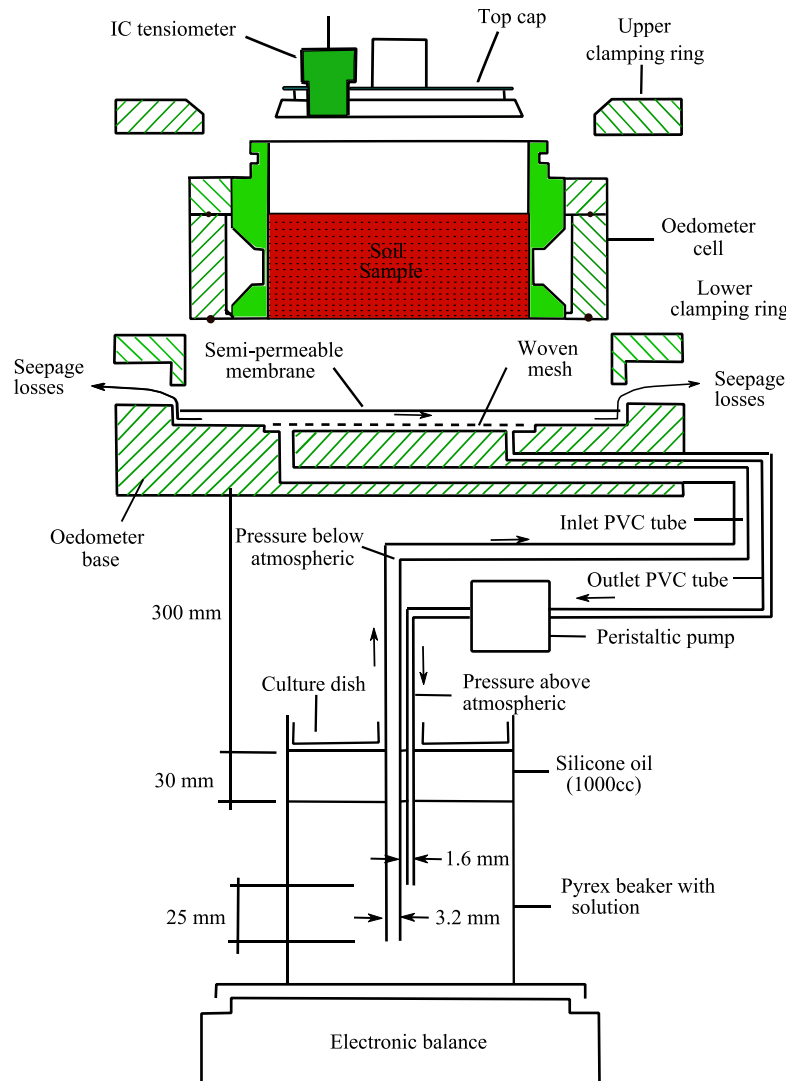 IC tensiometer
Top cap
Upper
clamping ring
Soil
Sample
Oedometer
cell
Lower
clamping ring
Semi-permeable
membrane
Woven
mesh
Seepage
losses
Seepage
losses
Oedometer
base
Pressure below
atmospheric
Inlet PVC tube
Outlet PVC tube
300 mm
Peristaltic pump
Culture dish
Pressure above
atmospheric
30 mm
Silicone oil
(1000cc)
1.6 mm
25 mm
3.2 mm
Pyrex beaker with
solution
Electronic balance